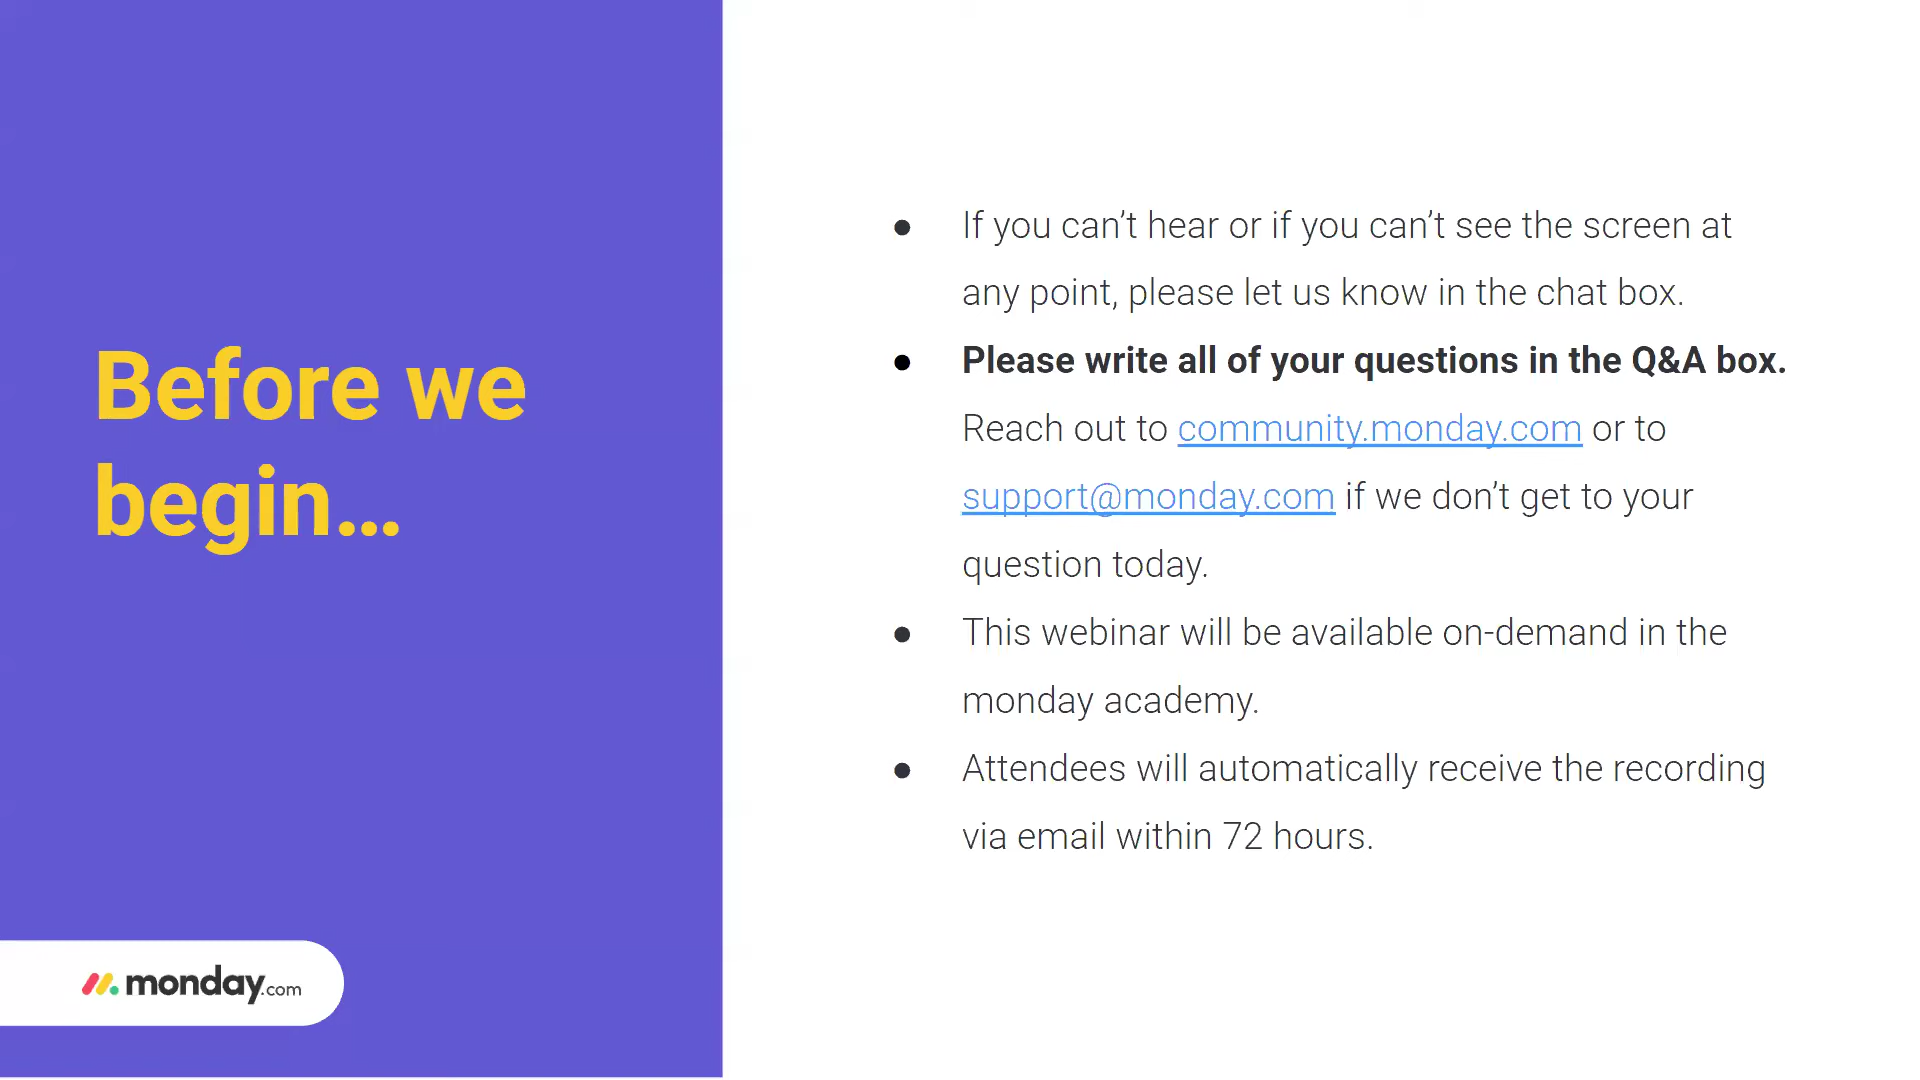 Before we
begin...
● If you can’t hear or if you can’t see the screen at
any point, please let us know in the chat box.
● Please write all of your questions in the Q&A box.
Reach out to community.monday.com or to
support@monday.com if we don’t get to your
question today.
● This webinar will be available on-demand in the
monday academy.
● Attendees will automatically receive the recording
via email within 72 hours.
monday.com